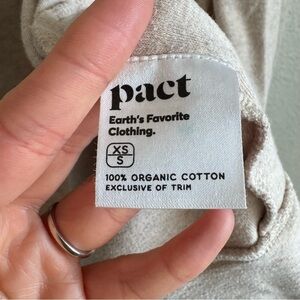 pact
Earth's Favorite
Clothing.
XS
S
100% ORGANIC COTTON
EXCLUSIVE OF TRIM